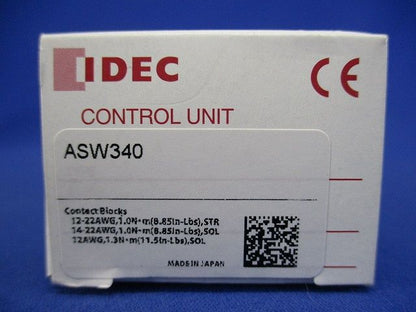 IDEC
CE
CONTROL UNIT
ASW340
Contact Blocks
12-22AWG,1.0N·m(8.85In-Lbs),STR
14-22AWG,1.0N·m(8.85In-Lbs),SOL
12AWG,1.3N·m(11.5In-Lbs),SOL
MADE IN JAPAN